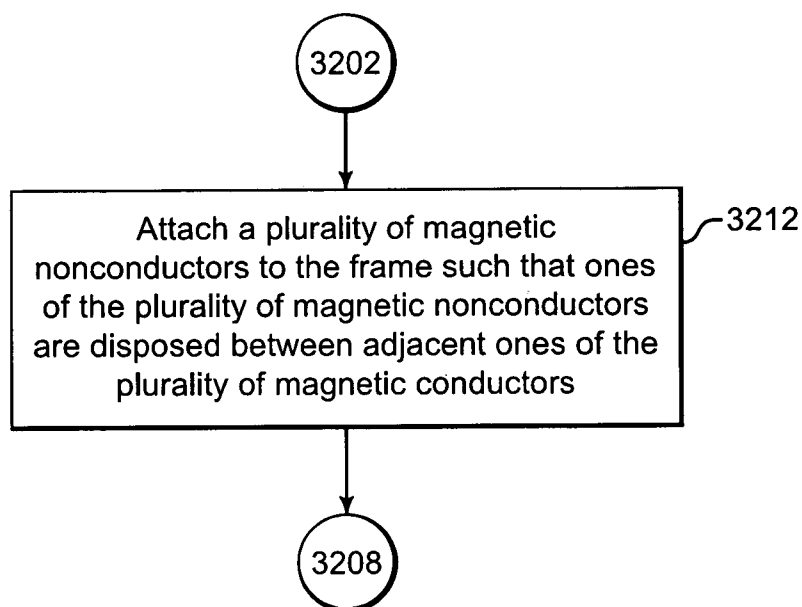 3202
Attach a plurality of magnetic
nonconductors to the frame such that ones
of the plurality of magnetic nonconductors
are disposed between adjacent ones of the
plurality of magnetic conductors
3212
3208